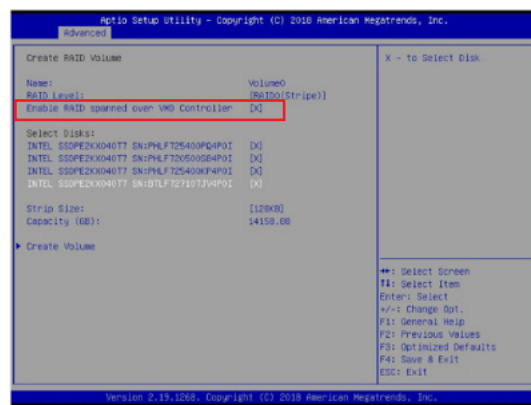 Aptio Setup Utility – Copyright (C) 2018 American Megatrends, Inc.
Advanced
Create RAID Volume
X - to Select Disk
Name: Volume0
RAID Level: [RAID0(Stripe)]
Enable RAID spanned over VMD Controller [X]
Select Disks:
INTEL SSDPE2KX040T7 SN:PHLF725400PQ4P0I [X]
INTEL SSDPE2KX040T7 SN:PHLF720500G84P0I [X]
INTEL SSDPE2KX040T7 SN:PHLF725400KP4P0I [X]
INTEL SSDPE2KX040T7 SN:BTLF727107JV4P0I [X]
Strip Size: [128KB]
Capacity (GB): 14158.08
Create Volume
: Select Screen
: Select Item
Enter: Select
+/-: Change Opt.
F1: General Help
F2: Previous Values
F3: Optimized Defaults
F4: Save & Exit
ESC: Exit
Version 2.19.1268. Copyright (C) 2018 American Megatrends, Inc.